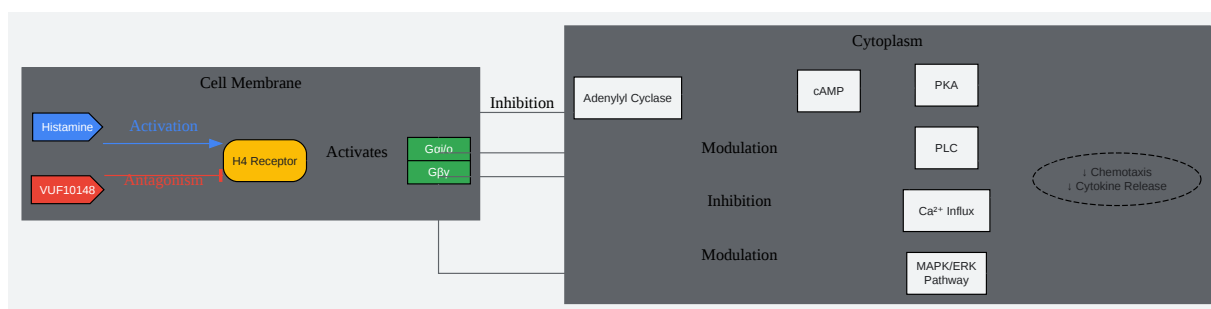 Cytoplasm
Cell Membrane
Inhibition
Adenylyl Cyclase
cAMP
PKA
Histamine
Activation
H4 Receptor
Activates
Gαi/o
Gβγ
Modulation
PLC
VUF10148
Antagonism
Inhibition
Ca²⁺ Influx
↓ Chemotaxis
↓ Cytokine Release
Modulation
MAPK/ERK
Pathway